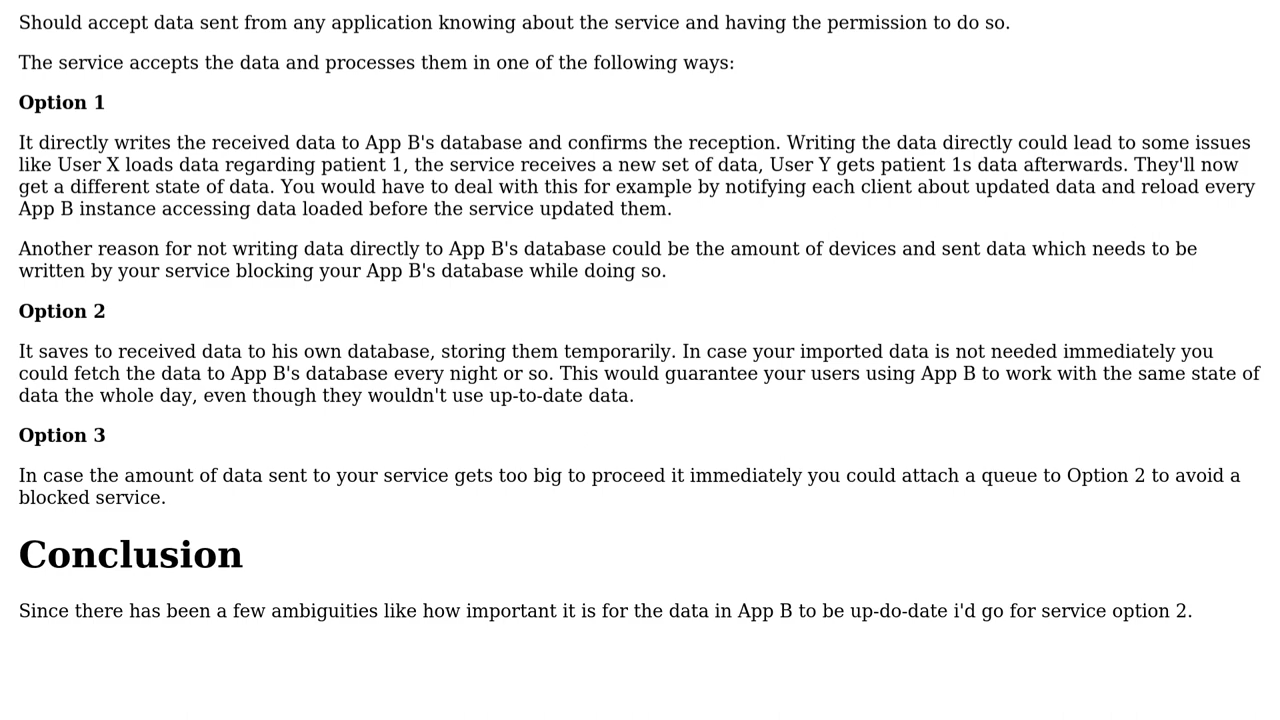 Should accept data sent from any application knowing about the service and having the permission to do so.
The service accepts the data and processes them in one of the following ways:
Option 1
It directly writes the received data to App B's database and confirms the reception. Writing the data directly could lead to some issues
like User X loads data regarding patient 1, the service receives a new set of data, User Y gets patient 1s data afterwards. They'll now
get a different state of data. You would have to deal with this for example by notifying each client about updated data and reload every
App B instance accessing data loaded before the service updated them.
Another reason for not writing data directly to App B's database could be the amount of devices and sent data which needs to be
written by your service blocking your App B's database while doing so.
Option 2
It saves to received data to his own database, storing them temporarily. In case your imported data is not needed immediately you
could fetch the data to App B's database every night or so. This would guarantee your users using App B to work with the same state of
data the whole day, even though they wouldn't use up-to-date data.
Option 3
In case the amount of data sent to your service gets too big to proceed it immediately you could attach a queue to Option 2 to avoid a
blocked service.
Conclusion
Since there has been a few ambiguities like how important it is for the data in App B to be up-do-date i'd go for service option 2.